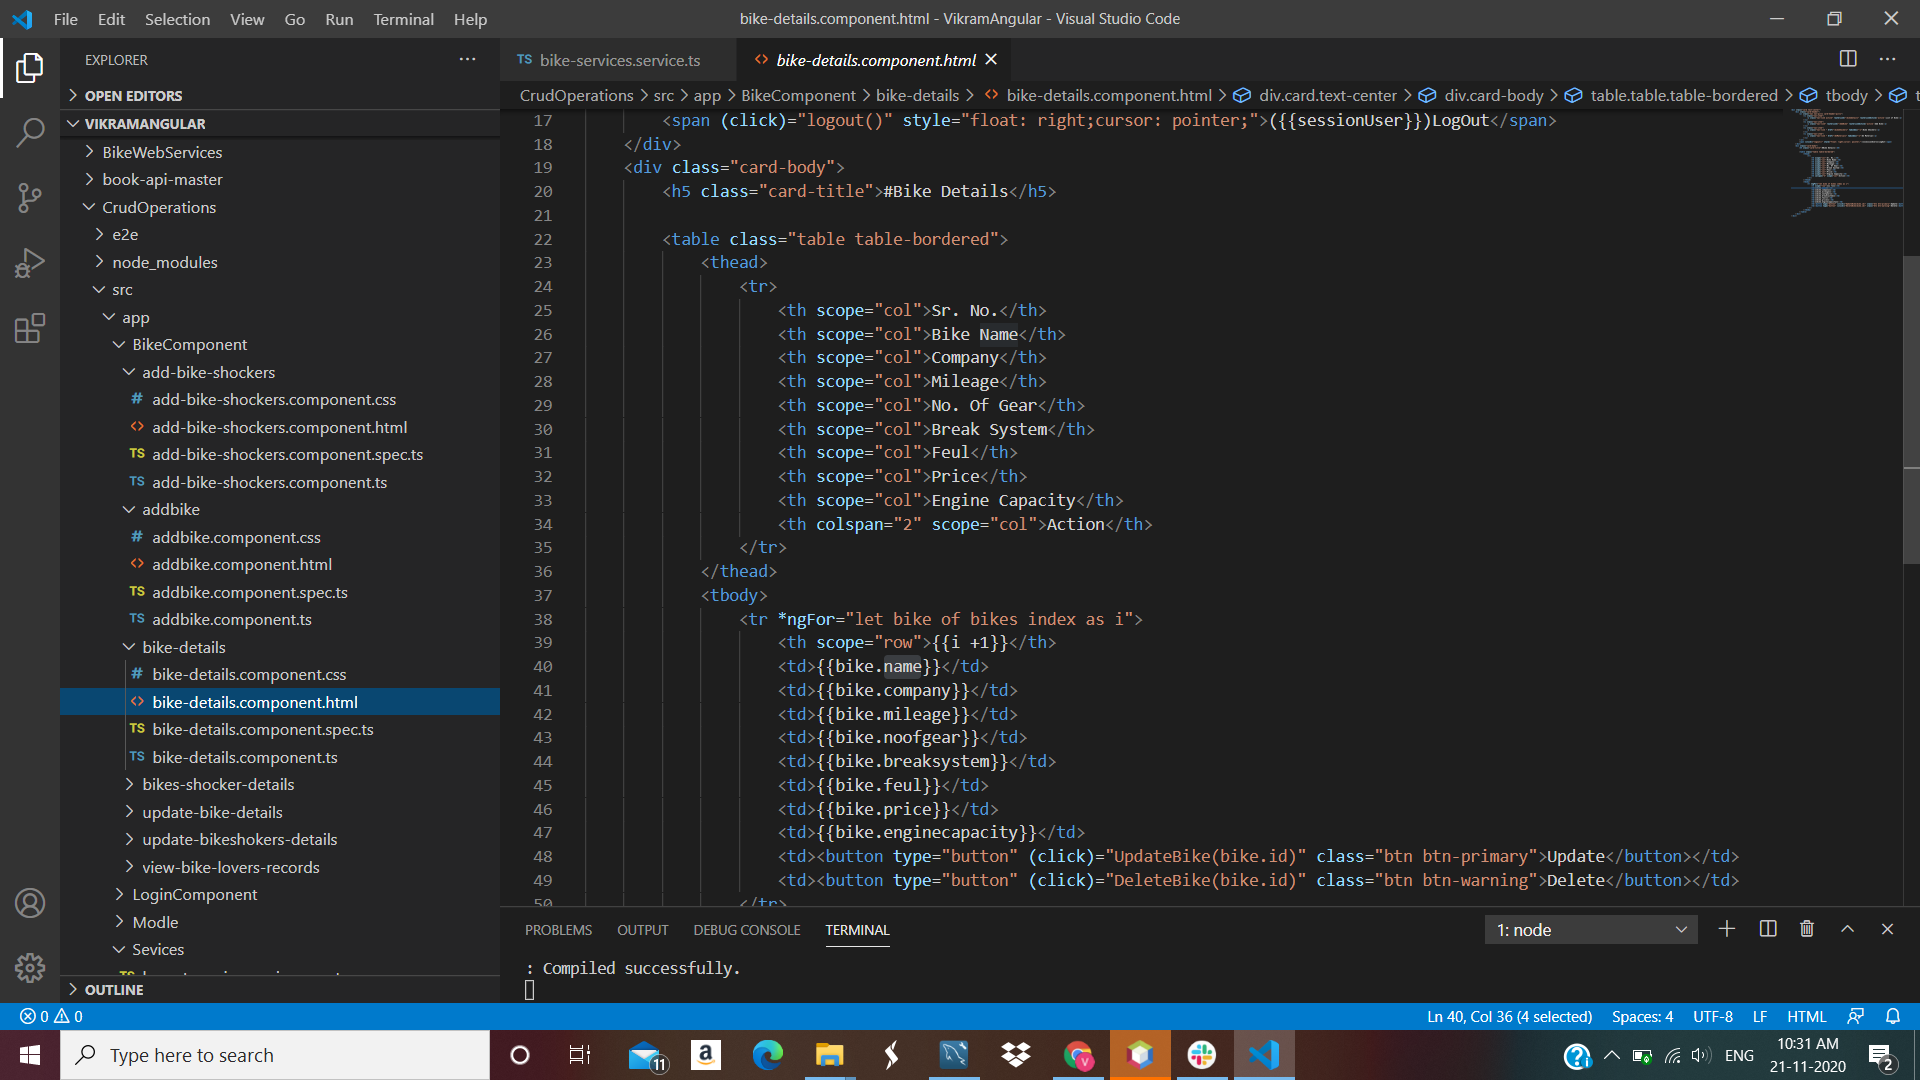 File Edit Selection View Go Run Terminal Help
bike-details.component.html - VikramAngular - Visual Studio Code
EXPLORER
OPEN EDITORS
VIKRAMANGULAR
BikeWebServices
book-api-master
CrudOperations
e2e
node_modules
src
app
BikeComponent
add-bike-shockers
# add-bike-shockers.component.css
<> add-bike-shockers.component.html
TS add-bike-shockers.component.spec.ts
TS add-bike-shockers.component.ts
addbike
# addbike.component.css
<> addbike.component.html
TS addbike.component.spec.ts
TS addbike.component.ts
bike-details
# bike-details.component.css
<> bike-details.component.html
TS bike-details.component.spec.ts
TS bike-details.component.ts
bikes-shocker-details
update-bike-details
update-bikeshokers-details
view-bike-lovers-records
LoginComponent
Modle
Sevices
OUTLINE
TS bike-services.service.ts
<> bike-details.component.html
CrudOperations > src > app > BikeComponent > bike-details > <> bike-details.component.html > div.card.text-center > div.card-body > table.table.table-bordered > tbody >
17 <span (click)="logout()" style="float: right;cursor: pointer;">({{sessionUser}})LogOut</span>
18 </div>
19 <div class="card-body">
20 <h5 class="card-title">#Bike Details</h5>
21
22 <table class="table table-bordered">
23 <thead>
24 <tr>
25 <th scope="col">Sr. No.</th>
26 <th scope="col">Bike Name</th>
27 <th scope="col">Company</th>
28 <th scope="col">Mileage</th>
29 <th scope="col">No. Of Gear</th>
30 <th scope="col">Break System</th>
31 <th scope="col">Feul</th>
32 <th scope="col">Price</th>
33 <th scope="col">Engine Capacity</th>
34 <th colspan="2" scope="col">Action</th>
35 </tr>
36 </thead>
37 <tbody>
38 <tr *ngFor="let bike of bikes index as i">
39 <th scope="row">{{i +1}}</th>
40 <td>{{bike.name}}</td>
41 <td>{{bike.company}}</td>
42 <td>{{bike.mileage}}</td>
43 <td>{{bike.noofgear}}</td>
44 <td>{{bike.breaksystem}}</td>
45 <td>{{bike.feul}}</td>
46 <td>{{bike.price}}</td>
47 <td>{{bike.enginecapacity}}</td>
48 <td><button type="button" (click)="UpdateBike(bike.id)" class="btn btn-primary">Update</button></td>
49 <td><button type="button" (click)="DeleteBike(bike.id)" class="btn btn-warning">Delete</button></td>
50 </tr>
PROBLEMS OUTPUT DEBUG CONSOLE TERMINAL
1: node
: Compiled successfully.
0 0
Ln 40, Col 36 (4 selected) Spaces: 4 UTF-8 LF HTML
Type here to search
11
ENG
10:31 AM
21-11-2020
2